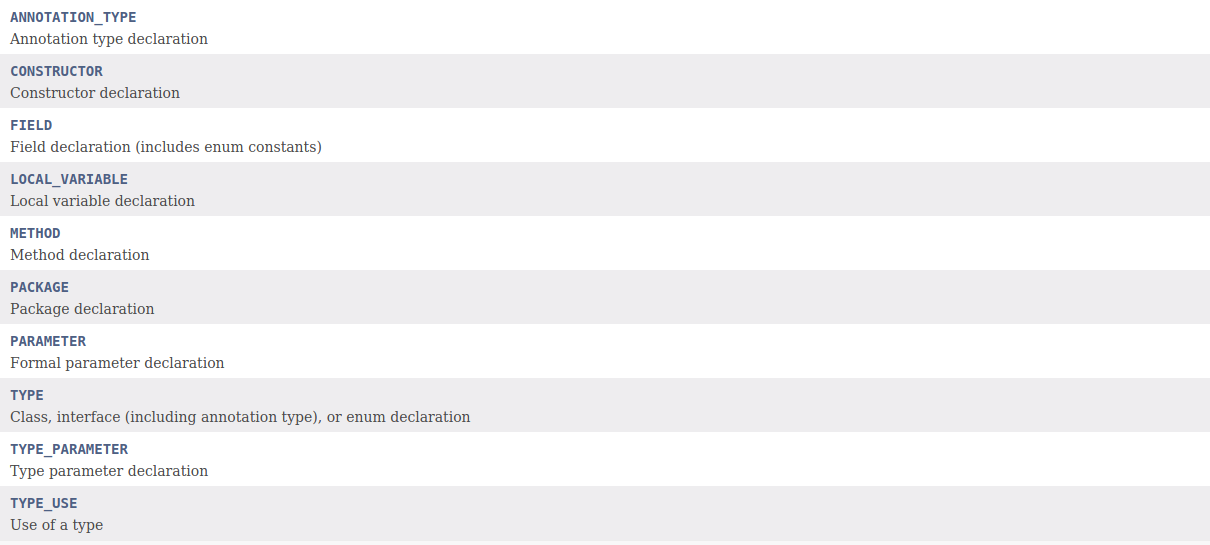 ANNOTATION_TYPE
Annotation type declaration
CONSTRUCTOR
Constructor declaration
FIELD
Field declaration (includes enum constants)
LOCAL_VARIABLE
Local variable declaration
METHOD
Method declaration
PACKAGE
Package declaration
PARAMETER
Formal parameter declaration
TYPE
Class, interface (including annotation type), or enum declaration
TYPE_PARAMETER
Type parameter declaration
TYPE_USE
Use of a type